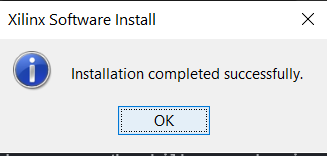 Xilinx Software Install
Installation completed successfully.
OK